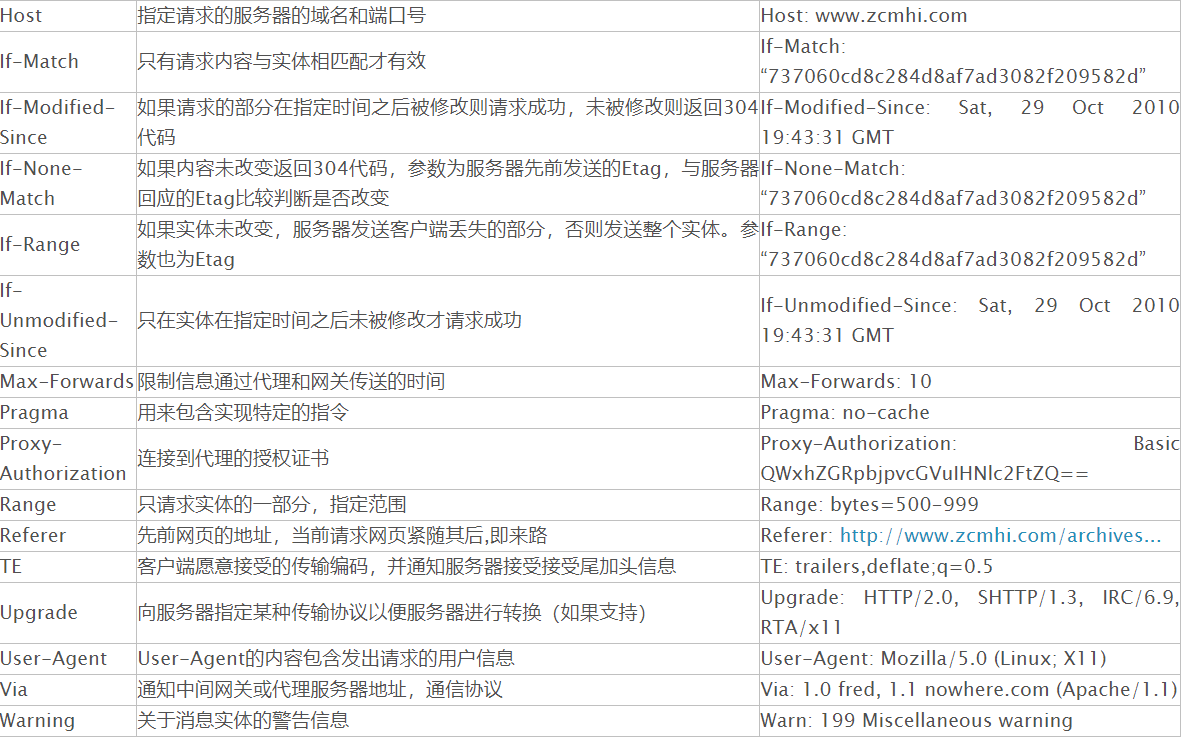 Host 指定请求的服务器的域名和端口号 Host: www.zcmhi.com
If-Match 只有请求内容与实体相匹配才有效 If-Match:
“737060cd8c284d8af7ad3082f209582d”
If-Modified-
Since
如果请求的部分在指定时间之后被修改则请求成功，未被修改则返回304
代码
If-Modified-Since: Sat, 29 Oct 2010
19:43:31 GMT
If-None-
Match
如果内容未改变返回304代码，参数为服务器先前发送的Etag，与服务器
回应的Etag比较判断是否改变
If-None-Match:
“737060cd8c284d8af7ad3082f209582d”
If-Range
如果实体未改变，服务器发送客户端丢失的部分，否则发送整个实体。参
数也为Etag
If-Range:
“737060cd8c284d8af7ad3082f209582d”
If-
Unmodified-
Since
只在实体在指定时间之后未被修改才请求成功
If-Unmodified-Since: Sat, 29 Oct 2010
19:43:31 GMT
Max-Forwards 限制信息通过代理和网关传送的时间 Max-Forwards: 10
Pragma 用来包含实现特定的指令 Pragma: no-cache
Proxy-
Authorization
连接到代理的授权证书
Proxy-Authorization: Basic
QWxhZGRpbjpvcGVuIHNlc2FtZQ==
Range 只请求实体的一部分，指定范围 Range: bytes=500-999
Referer 先前网页的地址，当前请求网页紧随其后,即来路 Referer: http://www.zcmhi.com/archives...
TE 客户端愿意接受的传输编码，并通知服务器接受接受尾加头信息 TE: trailers,deflate;q=0.5
Upgrade 向服务器指定某种传输协议以便服务器进行转换（如果支持） Upgrade: HTTP/2.0, SHTTP/1.3, IRC/6.9,
RTA/x11
User-Agent User-Agent的内容包含发出请求的用户信息 User-Agent: Mozilla/5.0 (Linux; X11)
Via 通知中间网关或代理服务器地址，通信协议 Via: 1.0 fred, 1.1 nowhere.com (Apache/1.1)
Warning 关于消息实体的警告信息 Warn: 199 Miscellaneous warning